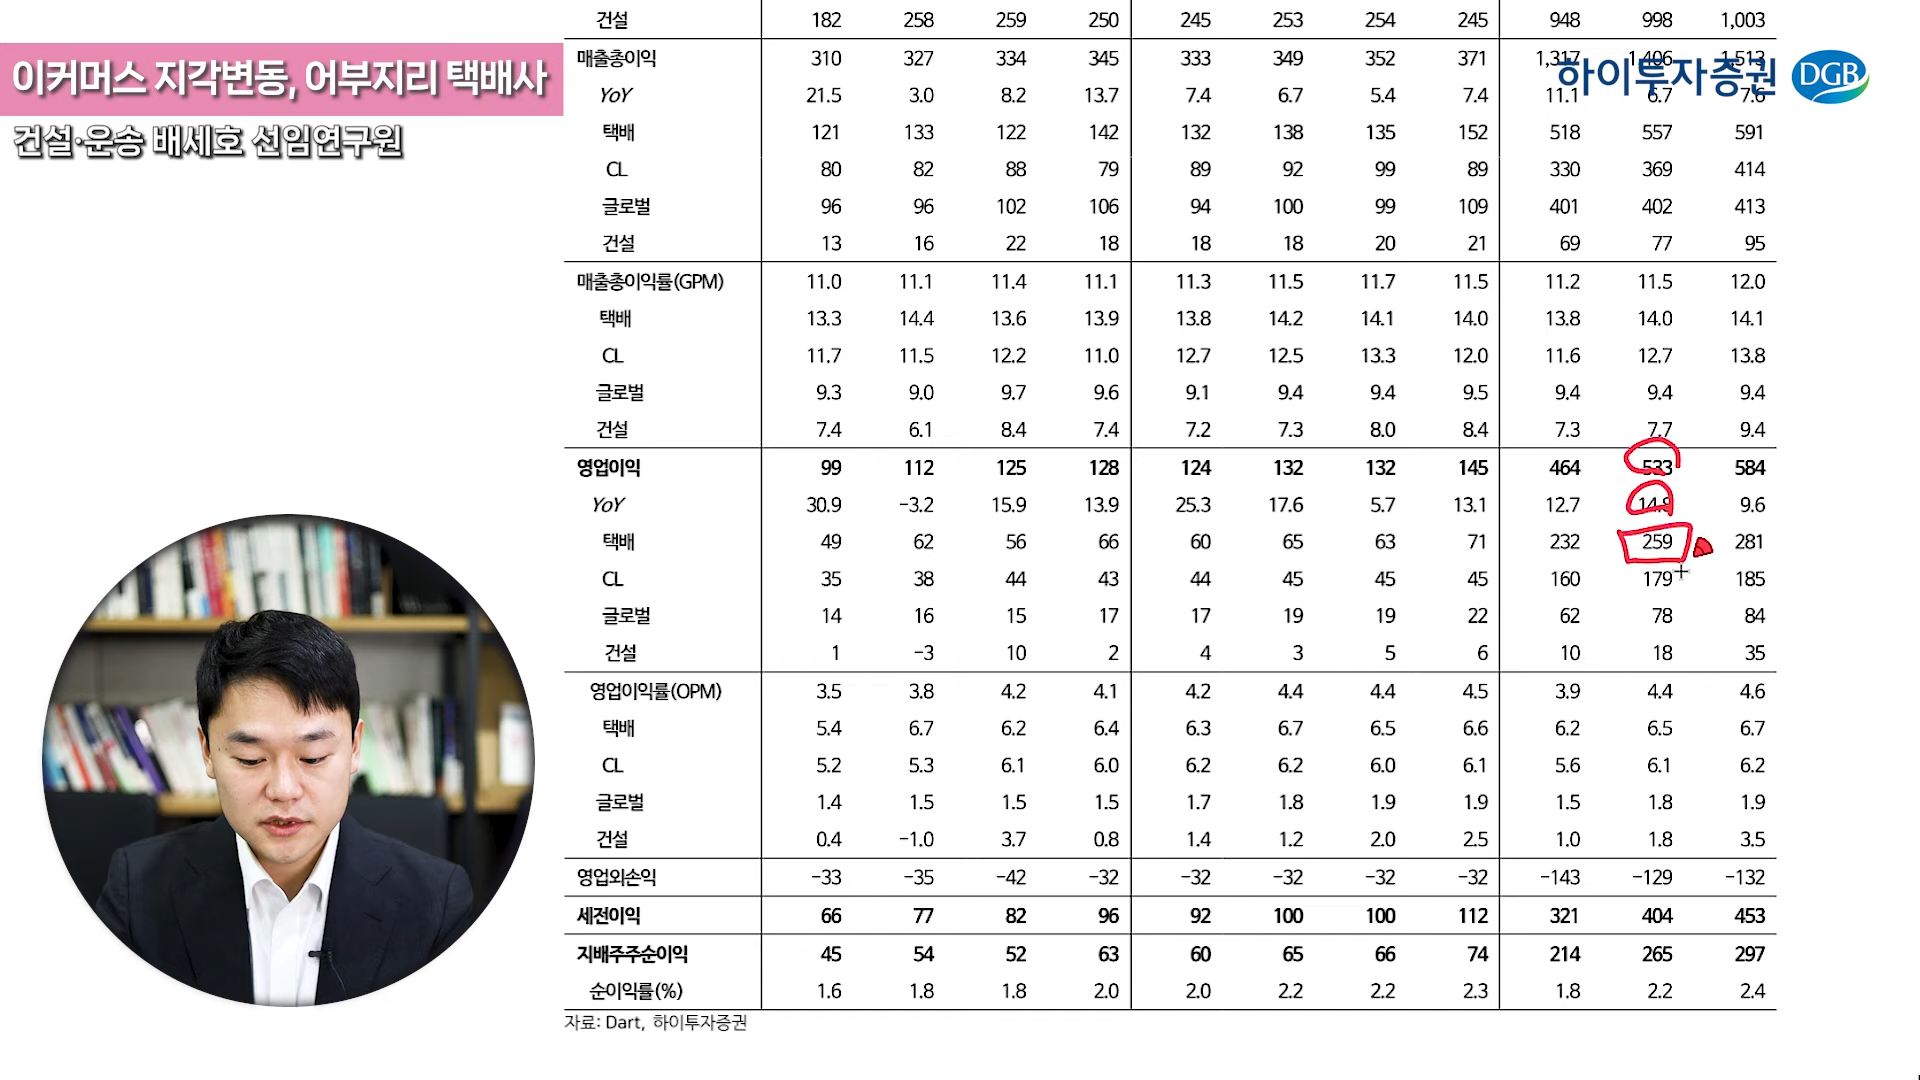 이커머스 지각변동, 어부지리 택배사
건설·운송 배세호 선임연구원
하이투자증권 DGB
건설 182 258 259 250 245 253 254 245 948 998 1,003
매출총이익 310 327 334 345 333 349 352 371 1,317 1,406 1,513
YoY 21.5 3.0 8.2 13.7 7.4 6.7 5.4 7.4 11.1 6.7 7.6
택배 121 133 122 142 132 138 135 152 518 557 591
CL 80 82 88 79 89 92 99 89 330 369 414
글로벌 96 96 102 106 94 100 99 109 401 402 413
건설 13 16 22 18 18 18 20 21 69 77 95
매출총이익률(GPM) 11.0 11.1 11.4 11.1 11.3 11.5 11.7 11.5 11.2 11.5 12.0
택배 13.3 14.4 13.6 13.9 13.8 14.2 14.1 14.0 13.8 14.0 14.1
CL 11.7 11.5 12.2 11.0 12.7 12.5 13.3 12.0 11.6 12.7 13.8
글로벌 9.3 9.0 9.7 9.6 9.1 9.4 9.4 9.5 9.4 9.4 9.4
건설 7.4 6.1 8.4 7.4 7.2 7.3 8.0 8.4 7.3 7.7 9.4
영업이익 99 112 125 128 124 132 132 145 464 533 584
YoY 30.9 -3.2 15.9 13.9 25.3 17.6 5.7 13.1 12.7 14.8 9.6
택배 49 62 56 66 60 65 63 71 232 259 281
CL 35 38 44 43 44 45 45 45 160 179 185
글로벌 14 16 15 17 17 19 19 22 62 78 84
건설 1 -3 10 2 4 3 5 6 10 18 35
영업이익률(OPM) 3.5 3.8 4.2 4.1 4.2 4.4 4.4 4.5 3.9 4.4 4.6
택배 5.4 6.7 6.2 6.4 6.3 6.7 6.5 6.6 6.2 6.5 6.7
CL 5.2 5.3 6.1 6.0 6.2 6.2 6.0 6.1 5.6 6.1 6.2
글로벌 1.4 1.5 1.5 1.5 1.7 1.8 1.9 1.9 1.5 1.8 1.9
건설 0.4 -1.0 3.7 0.8 1.4 1.2 2.0 2.5 1.0 1.8 3.5
영업외손익 -33 -35 -42 -32 -32 -32 -32 -32 -143 -129 -132
세전이익 66 77 82 96 92 100 100 112 321 404 453
지배주주순이익 45 54 52 63 60 65 66 74 214 265 297
순이익률(%) 1.6 1.8 1.8 2.0 2.0 2.2 2.2 2.3 1.8 2.2 2.4
자료: Dart, 하이투자증권